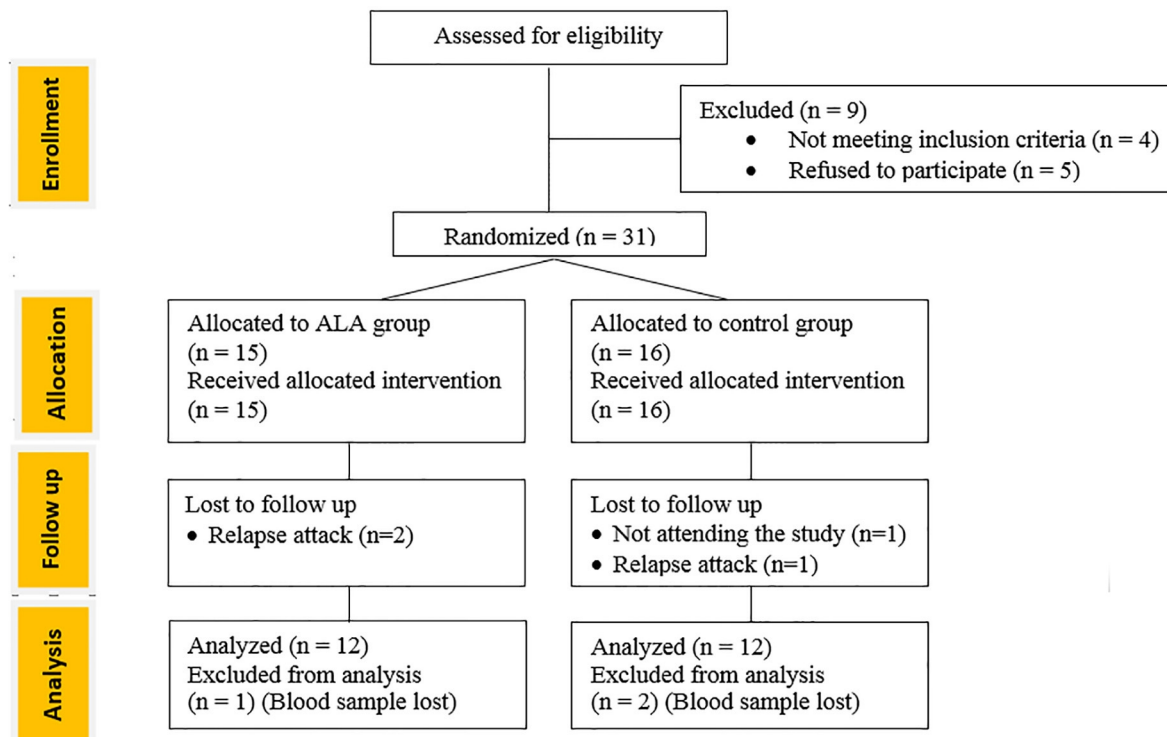 Assessed for eligibility
Enrollment
Excluded (n = 9)
• Not meeting inclusion criteria (n = 4)
• Refused to participate (n = 5)
Randomized (n = 31)
Allocation
Allocated to ALA group
(n = 15)
Received allocated intervention
(n = 15)
Allocated to control group
(n = 16)
Received allocated intervention
(n = 16)
Follow up
Lost to follow up
• Relapse attack (n=2)
Lost to follow up
• Not attending the study (n=1)
• Relapse attack (n=1)
Analysis
Analyzed (n = 12)
Excluded from analysis
(n = 1) (Blood sample lost)
Analyzed (n = 12)
Excluded from analysis
(n = 2) (Blood sample lost)